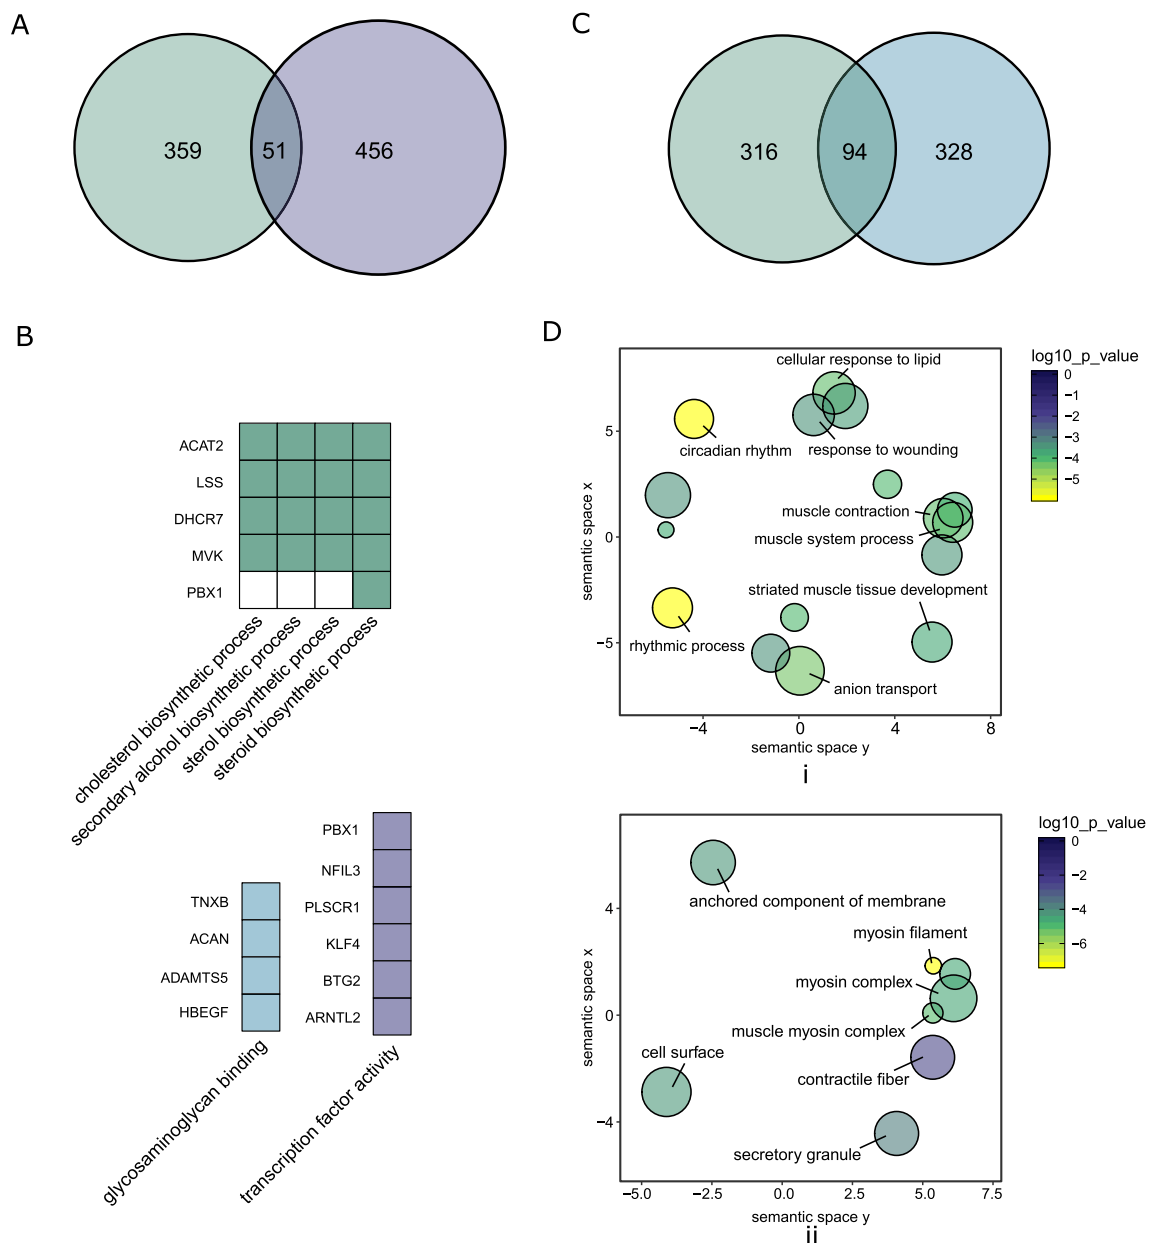 A
359
51
456
C
316
94
328
B
ACAT2
LSS
DHCR7
MVK
PBX1
cholesterol biosynthetic process
secondary alcohol biosynthetic process
sterol biosynthetic process
steroid biosynthetic process
TNXB
ACAN
ADAMTS5
HBEGF
glycosaminoglycan binding
PBX1
NFIL3
PLSCR1
KLF4
BTG2
ARNTL2
transcription factor activity
D
cellular response to lipid
circadian rhythm
response to wounding
muscle contraction
muscle system process
striated muscle tissue development
rhythmic process
anion transport
semantic space x
5
0
−5
−4
0
4
8
semantic space y
i
log10_p_value
0
−1
−2
−3
−4
−5
anchored component of membrane
myosin filament
myosin complex
muscle myosin complex
cell surface
contractile fiber
secretory granule
semantic space x
4
0
−4
−5.0
−2.5
0.0
2.5
5.0
7.5
semantic space y
ii
log10_p_value
0
−2
−4
−6